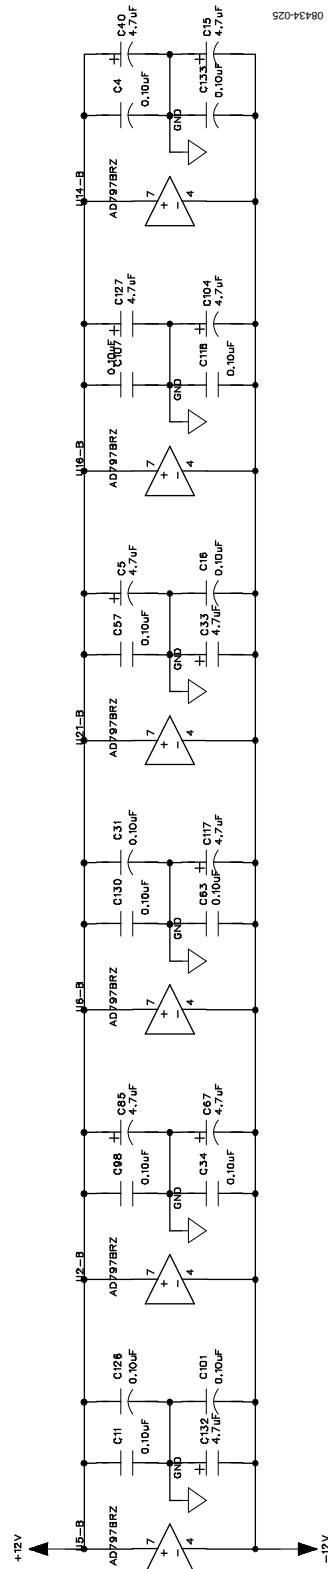 08434-025
C40
4.7uF
C15
4.7uF
C4
0.10uF
C133
0.10uF
GND
U14-B
AD797BRZ
7
4
C127
4.7uF
C104
4.7uF
C107
0.10uF
C118
0.10uF
GND
U16-B
AD797BRZ
7
4
C5
4.7uF
C16
0.10uF
C57
0.10uF
C33
4.7uF
GND
U21-B
AD797BRZ
7
4
C31
0.10uF
C117
4.7uF
C130
0.10uF
C63
0.10uF
GND
U6-B
AD797BRZ
7
4
C85
4.7uF
C67
4.7uF
C98
0.10uF
C34
0.10uF
GND
U2-B
AD797BRZ
7
4
C126
0.10uF
C101
0.10uF
C11
0.10uF
C132
4.7uF
GND
U5-B
AD797BRZ
7
4
+12V
-12V